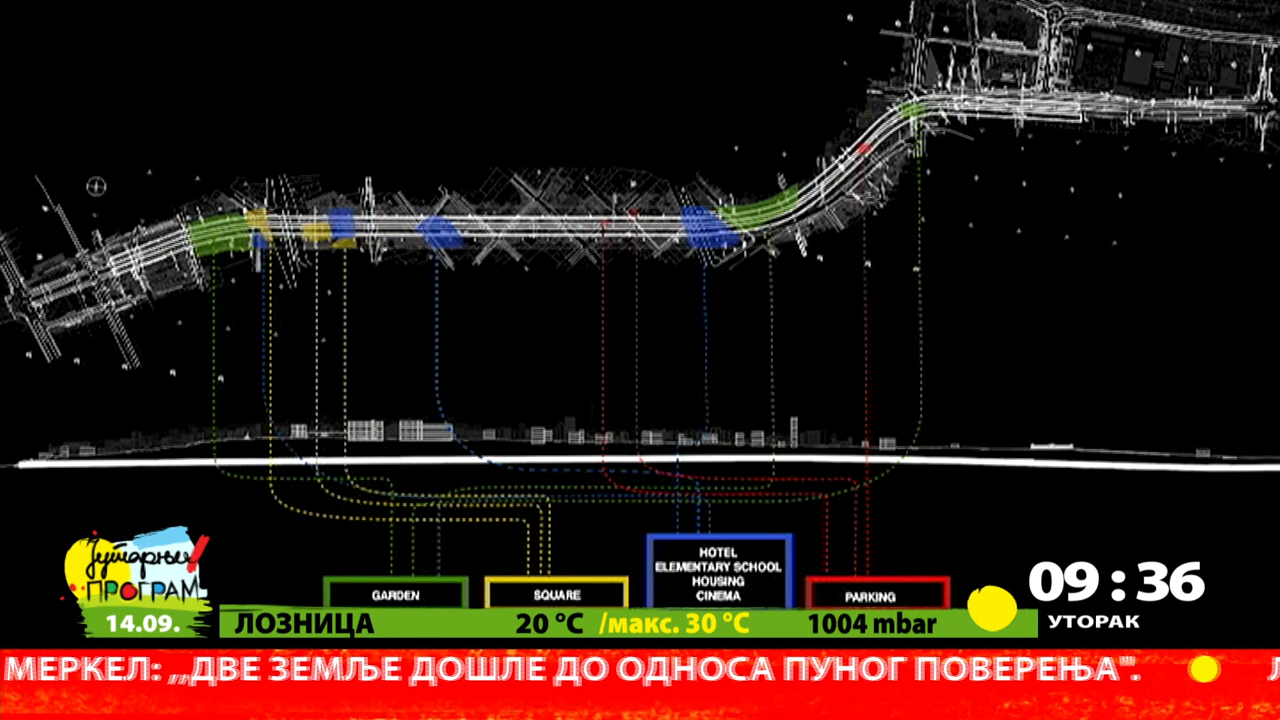 GARDEN
SQUARE
HOTEL
ELEMENTARY SCHOOL
HOUSING
CINEMA
PARKING
Јутарњи
ПРОГРАМ
14.09.
ЛОЗНИЦА 20 °C /макс. 30 °C 1004 mbar
09 : 36
УТОРАК
МЕРКЕЛ: ,,ДВЕ ЗЕМЉЕ ДОШЛЕ ДО ОДНОСА ПУНОГ ПОВЕРЕЊА".